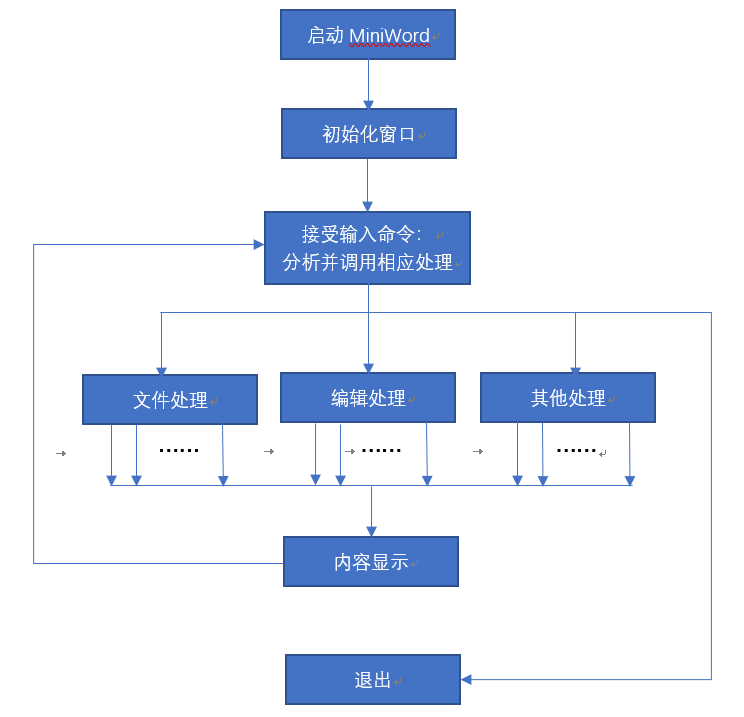 启动 MiniWord
初始化窗口
接受输入命令：
分析并调用相应处理
文件处理
编辑处理
其他处理
……
……
……
内容显示
退出